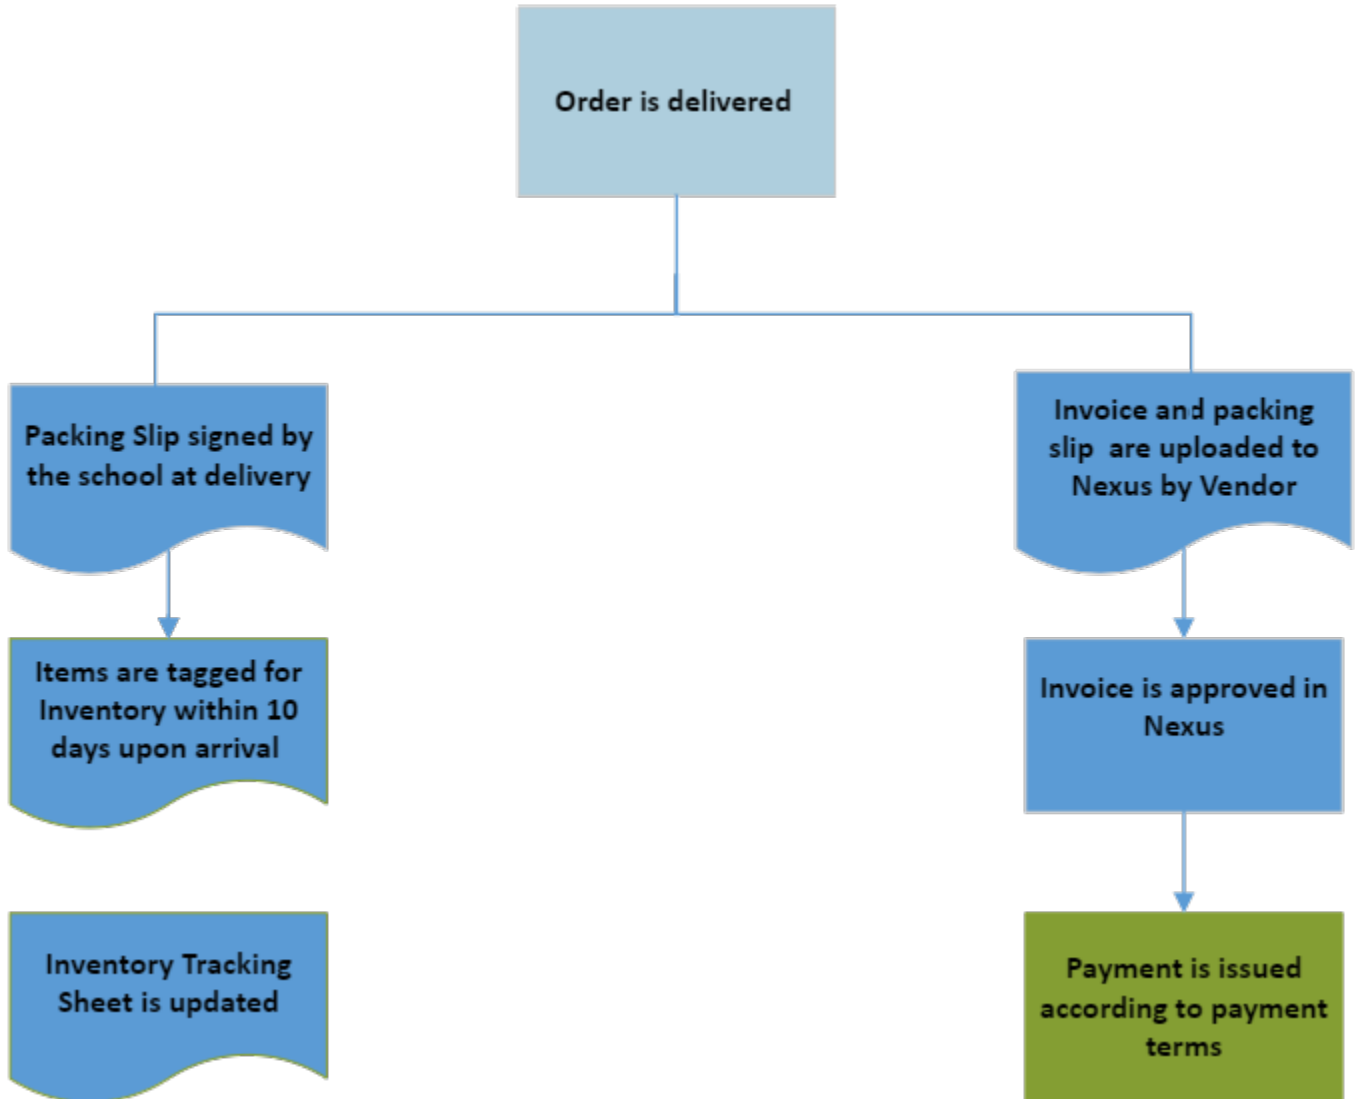 Order is delivered
Packing Slip signed by
the school at delivery
Invoice and packing
slip are uploaded to
Nexus by Vendor
Items are tagged for
Inventory within 10
days upon arrival
Invoice is approved in
Nexus
Inventory Tracking
Sheet is updated
Payment is issued
according to payment
terms